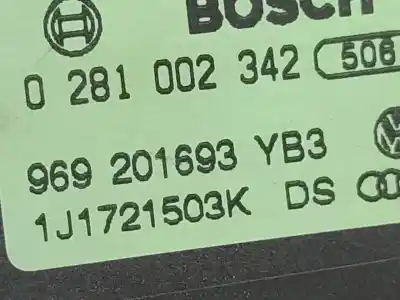 BOSCH
0 281 002 342 506
969 201693 YB3
1J1721503K DS